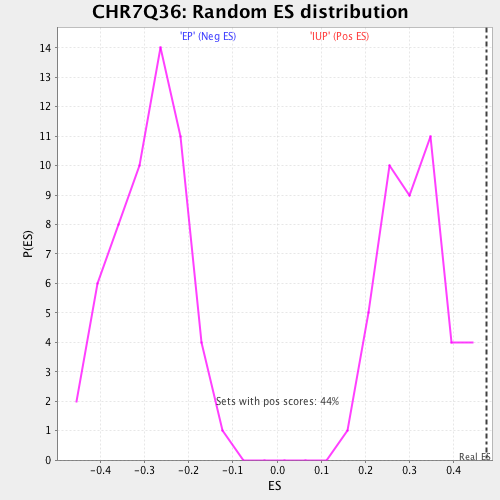 CHR7Q36: Random ES distribution
'EP' (Neg ES) 'IUP' (Pos ES)
14
13
12
11
10
9
8
7
6
5
4
3
2
1
0
P(ES)
Sets with pos scores: 44%
Real ES
-0.4 -0.3 -0.2 -0.1 0.0 0.1 0.2 0.3 0.4
ES